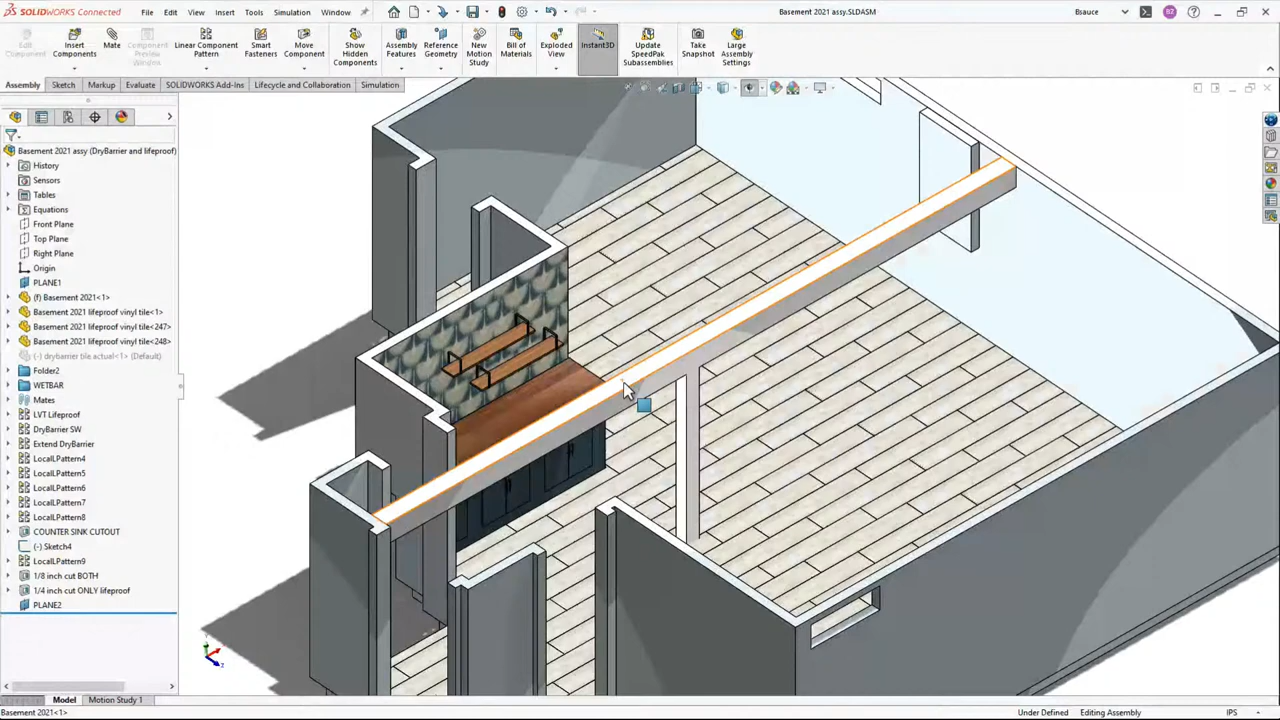 SOLIDWORKS Connected
File Edit View Insert Tools Simulation Window
Basement 2021 assy.SLDASM
Bsauce
BZ
Edit Component
Insert Components
Mate
Component Preview Window
Linear Component Pattern
Smart Fasteners
Move Component
Show Hidden Components
Assembly Features
Reference Geometry
New Motion Study
Bill of Materials
Exploded View
Instant3D
Update SpeedPak Subassemblies
Take Snapshot
Large Assembly Settings
Assembly Sketch Markup Evaluate SOLIDWORKS Add-Ins Lifecycle and Collaboration Simulation
Basement 2021 assy (DryBarrier and lifeproof)
History
Sensors
Tables
Equations
Front Plane
Top Plane
Right Plane
Origin
PLANE1
(f) Basement 2021<1>
Basement 2021 lifeproof vinyl tile<1>
Basement 2021 lifeproof vinyl tile<247>
Basement 2021 lifeproof vinyl tile<248>
(-) drybarrier tile actual<1> (Default)
Folder2
WETBAR
Mates
LVT Lifeproof
DryBarrier SW
Extend DryBarrier
LocalLPattern4
LocalLPattern5
LocalLPattern6
LocalLPattern7
LocalLPattern8
COUNTER SINK CUTOUT
(-) Sketch4
LocalLPattern9
1/8 inch cut BOTH
1/4 inch cut ONLY lifeproof
PLANE2
Model Motion Study 1
Basement 2021<1>
Under Defined Editing Assembly IPS